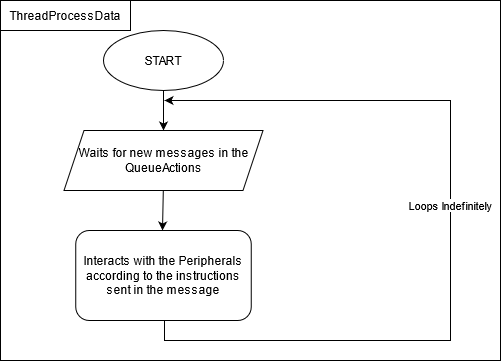 ThreadProcessData
START
Waits for new messages in the
QueueActions
Loops Indefinitely
Interacts with the Peripherals
according to the instructions
sent in the message